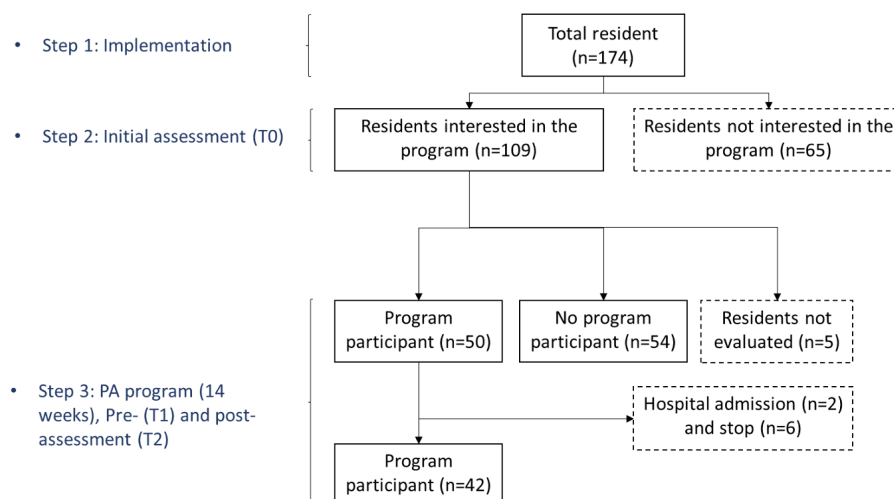 • Step 1: Implementation
Total resident
(n=174)
• Step 2: Initial assessment (T0)
Residents interested in the
program (n=109)
Residents not interested in the
program (n=65)
Program
participant (n=50)
No program
participant (n=54)
Residents not
evaluated (n=5)
• Step 3: PA program (14
weeks), Pre- (T1) and post-
assessment (T2)
Hospital admission (n=2)
and stop (n=6)
Program
participant (n=42)